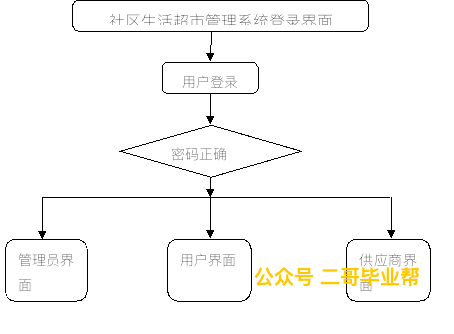 社区生活超市管理系统登录界面
用户登录
密码正确
管理员界
面
用户界面
供应商界
面
公众号 二哥毕业帮